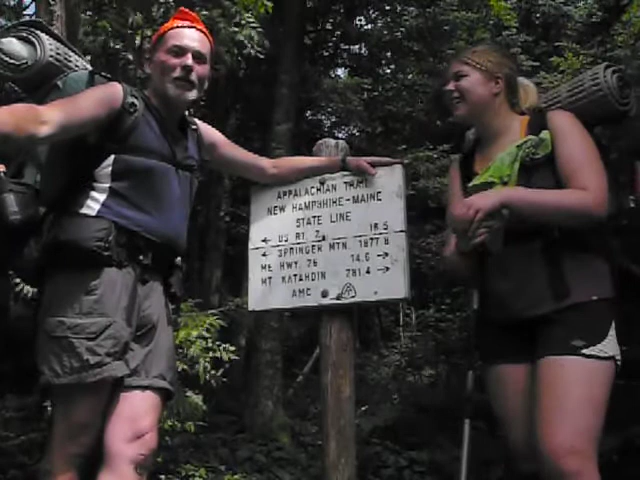 APPALACHIAN TRAIL
NEW HAMPSHIRE-MAINE
STATE LINE
← US RT. 2 16.5
← SPRINGER MTN. 1877.8
ME HWY. 26 14.6 →
MT KATAHDIN 281.4 →
AMC